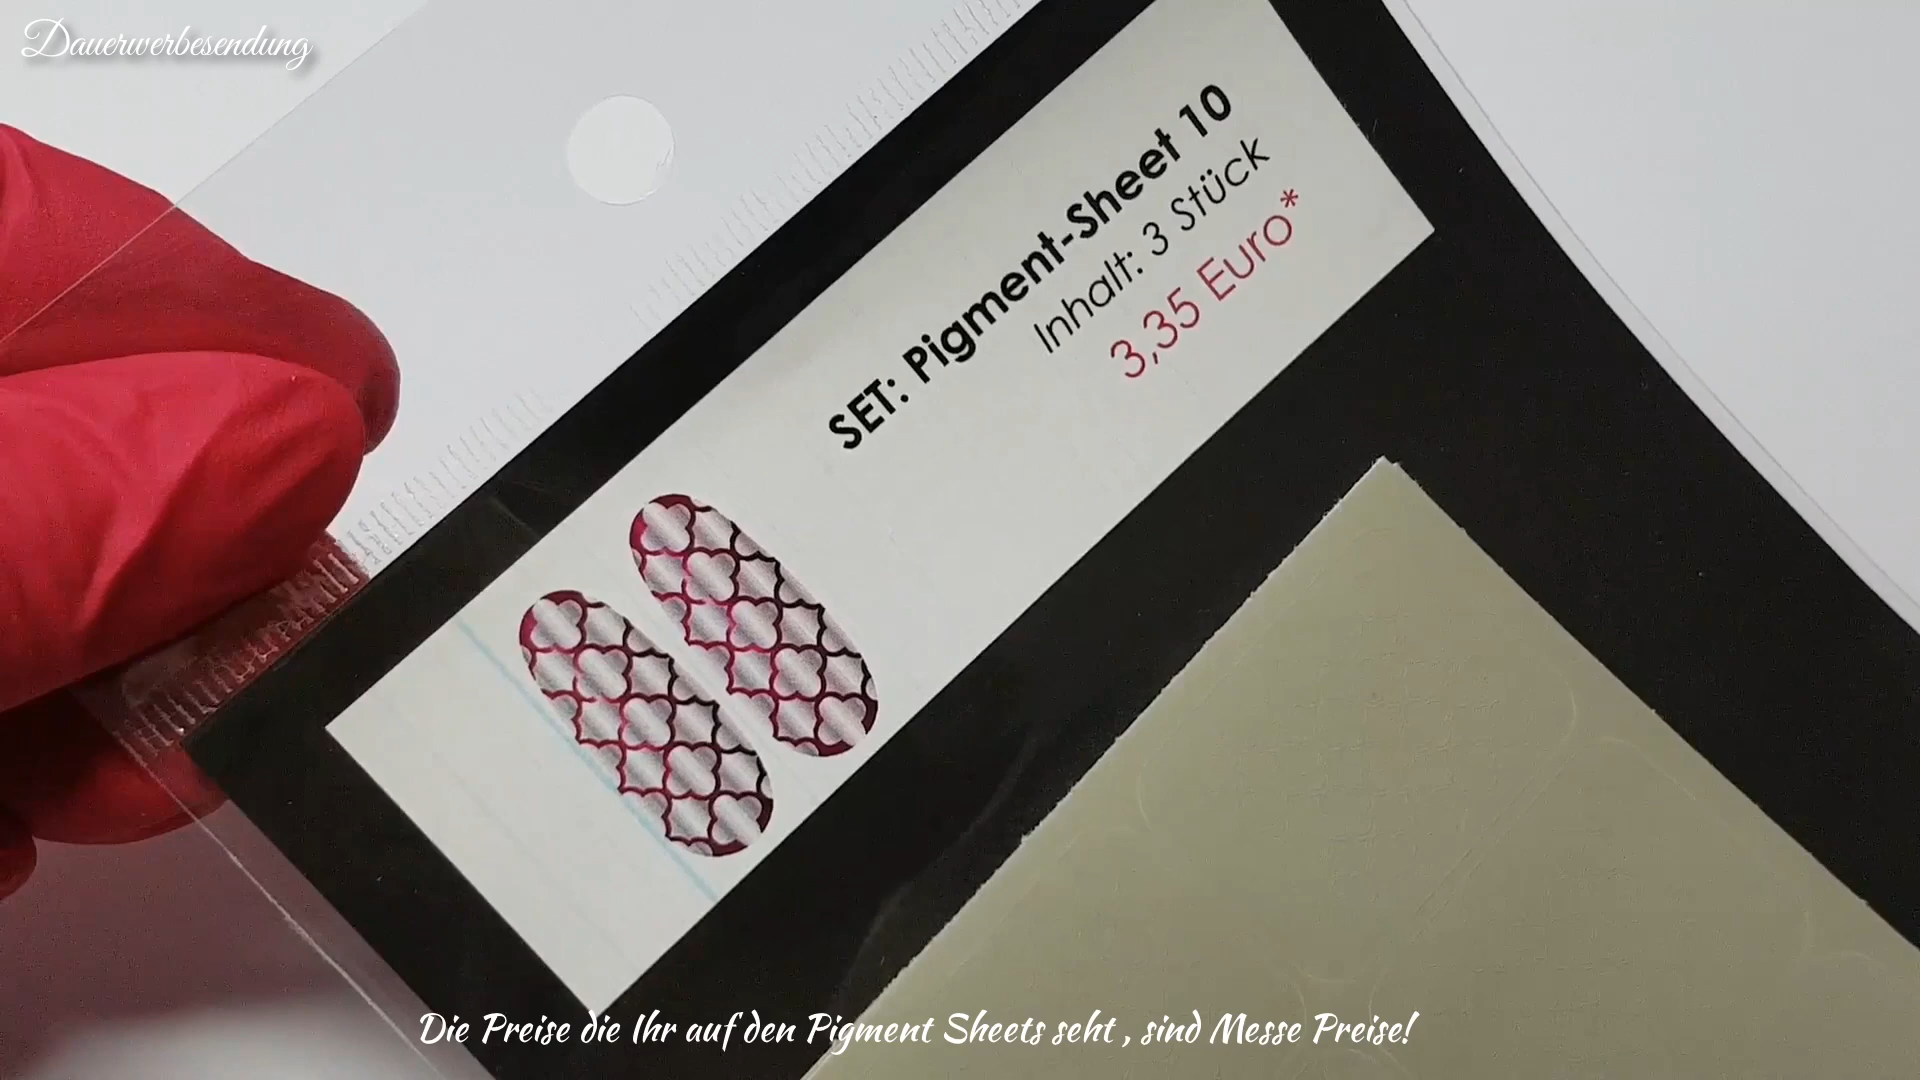 Dauerwerbesendung
SET: Pigment-Sheet 10
Inhalt: 3 Stück
3,35 Euro*
Die Preise die Ihr auf den Pigment Sheets seht , sind Messe Preise!